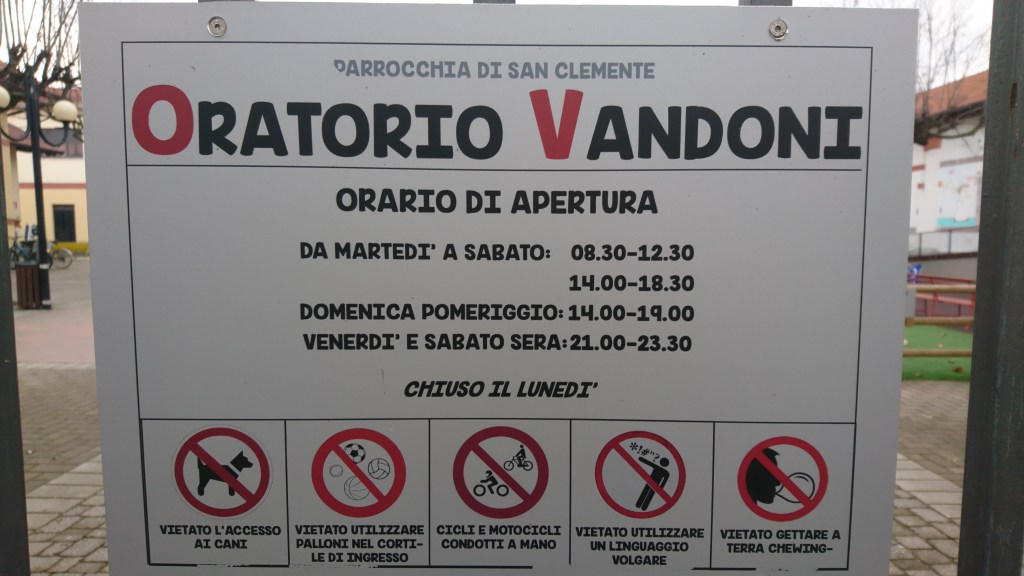 PARROCCHIA DI SAN CLEMENTE
ORATORIO VANDONI
ORARIO DI APERTURA
DA MARTEDI' A SABATO: 08.30-12.30
14.00-18.30
DOMENICA POMERIGGIO: 14.00-19.00
VENERDI' E SABATO SERA: 21.00-23.30
CHIUSO IL LUNEDI'
*!#"?
VIETATO L'ACCESSO
AI CANI
VIETATO UTILIZZARE
PALLONI NEL CORTI-
LE DI INGRESSO
CICLI E MOTOCICLI
CONDOTTI A MANO
VIETATO UTILIZZARE
UN LINGUAGGIO
VOLGARE
VIETATO GETTARE A
TERRA CHEWING-